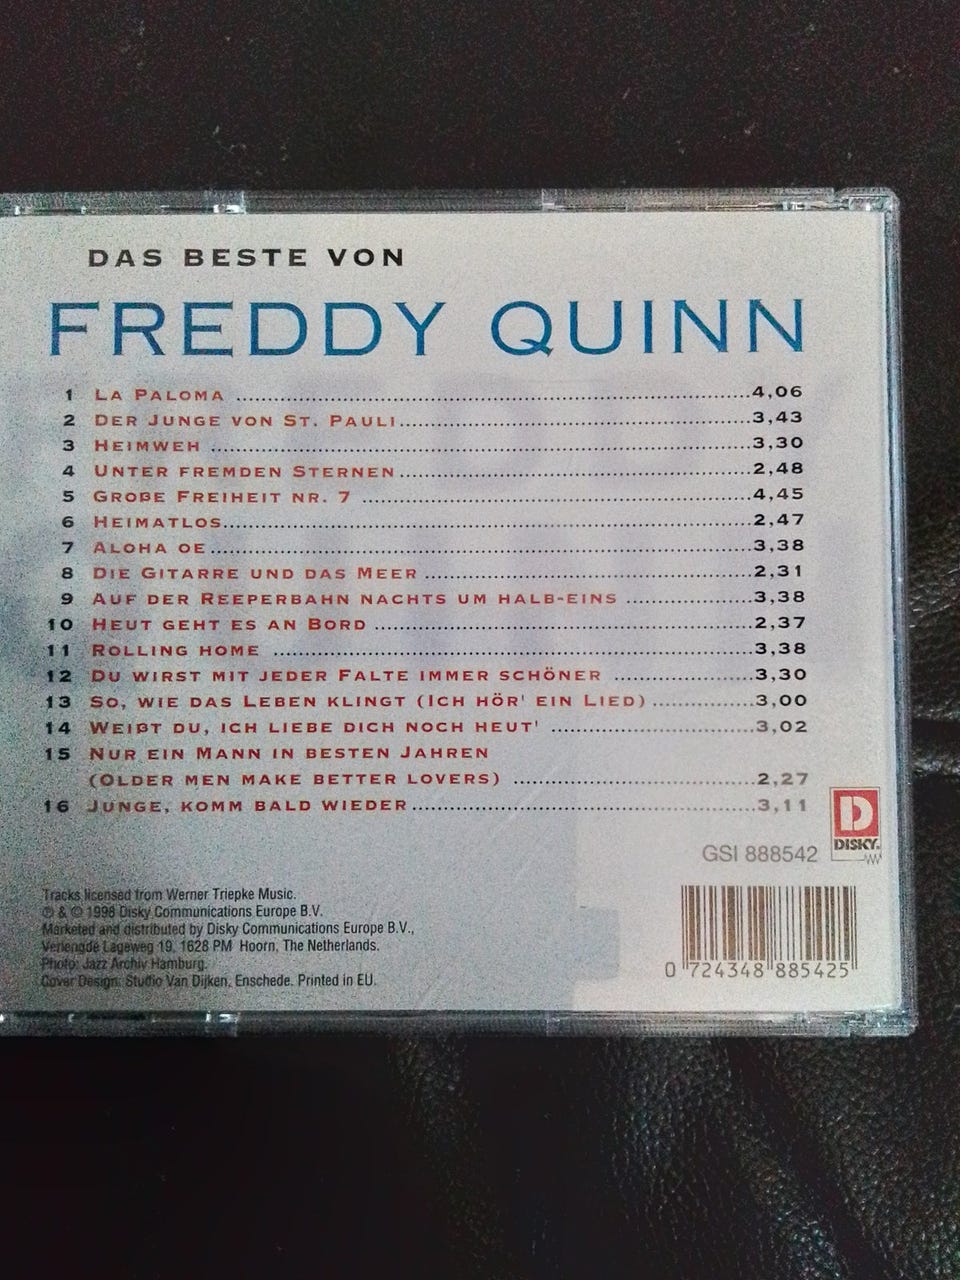 DAS BESTE VON
FREDDY QUINN
1 LA PALOMA 4,06
2 DER JUNGE VON ST. PAULI 3,43
3 HEIMWEH 3,30
4 UNTER FREMDEN STERNEN 2,48
5 GROßE FREIHEIT NR. 7 4,45
6 HEIMATLOS 2,47
7 ALOHA OE 3,38
8 DIE GITARRE UND DAS MEER 2,31
9 AUF DER REEPERBAHN NACHTS UM HALB-EINS 3,38
10 HEUT GEHT ES AN BORD 2,37
11 ROLLING HOME 3,38
12 DU WIRST MIT JEDER FALTE IMMER SCHÖNER 3,30
13 SO, WIE DAS LEBEN KLINGT (ICH HÖR' EIN LIED) 3,00
14 WEIßT DU, ICH LIEBE DICH NOCH HEUT' 3,02
15 NUR EIN MANN IN BESTEN JAHREN
(OLDER MEN MAKE BETTER LOVERS) 2,27
16 JUNGE, KOMM BALD WIEDER 3,11
D
DISKY
GSI 888542
Tracks licensed from Werner Triepke Music.
℗ & © 1998 Disky Communications Europe B.V.
Marketed and distributed by Disky Communications Europe B.V.,
Verlengde Lageweg 19, 1628 PM Hoorn, The Netherlands.
Photo: Jazz Archiv Hamburg.
Cover Design: Studio Van Dijken, Enschede. Printed in EU.
0 724348 885425